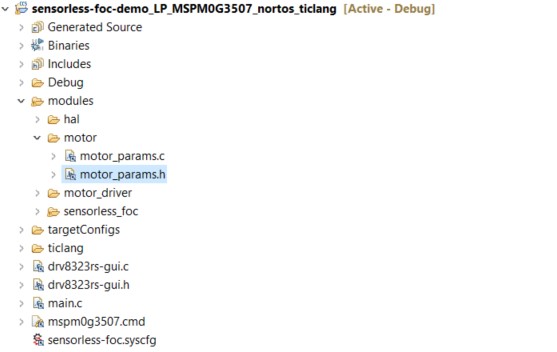 sensorless-foc-demo_LP_MSPM0G3507_nortos_ticlang [Active - Debug]
Generated Source
Binaries
Includes
Debug
modules
hal
motor
motor_params.c
motor_params.h
motor_driver
sensorless_foc
targetConfigs
ticlang
drv8323rs-gui.c
drv8323rs-gui.h
main.c
mspm0g3507.cmd
sensorless-foc.syscfg